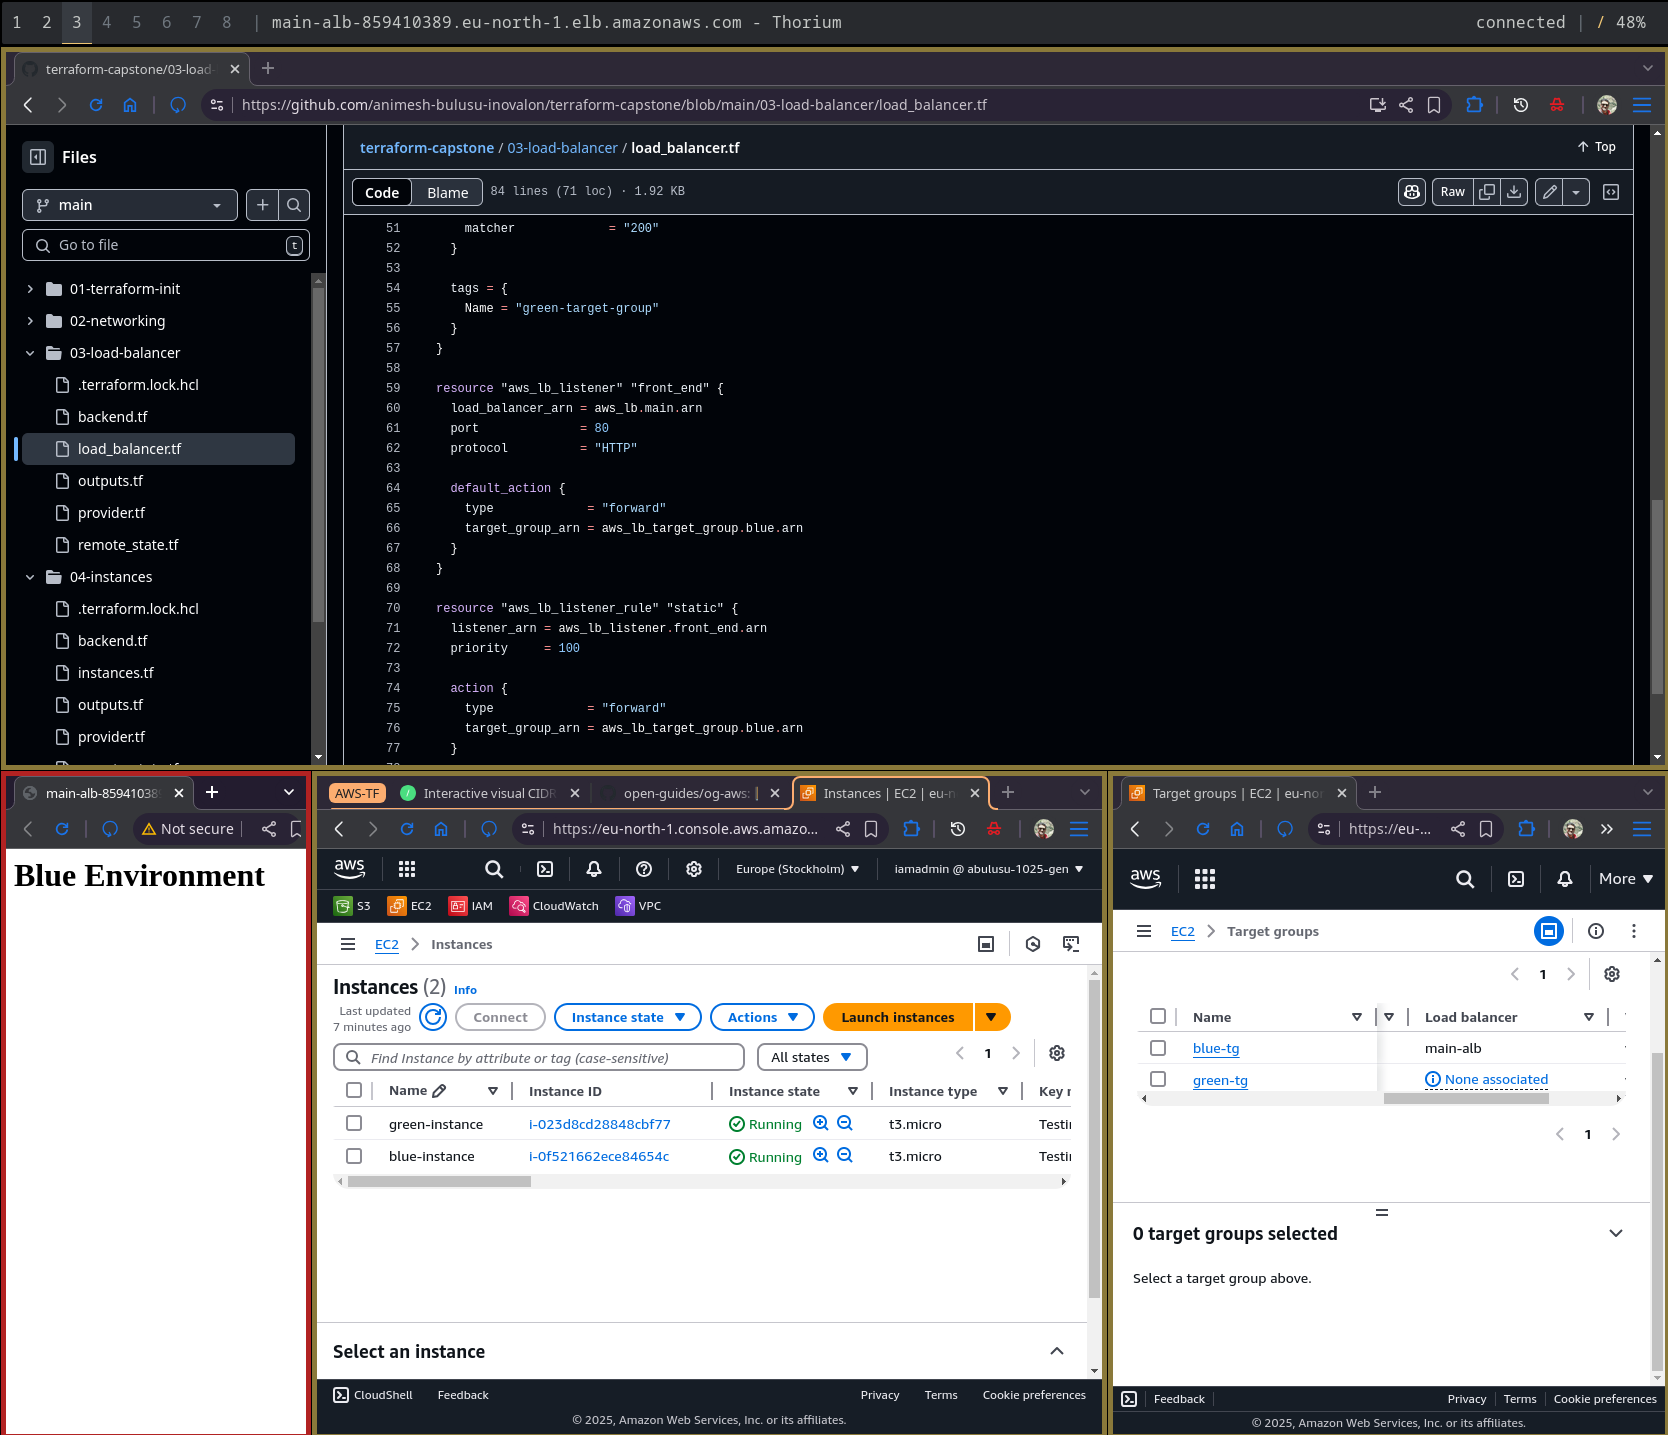 1 2 3 4 5 6 7 8 | main-alb-859410389.eu-north-1.elb.amazonaws.com - Thorium
connected | / 48%
terraform-capstone/03-load-
https://github.com/animesh-bulusu-inovalon/terraform-capstone/blob/main/03-load-balancer/load_balancer.tf
Files
main
Go to file
t
01-terraform-init
02-networking
03-load-balancer
.terraform.lock.hcl
backend.tf
load_balancer.tf
outputs.tf
provider.tf
remote_state.tf
04-instances
.terraform.lock.hcl
backend.tf
instances.tf
outputs.tf
provider.tf
terraform-capstone / 03-load-balancer / load_balancer.tf
Top
Code Blame 84 lines (71 loc) · 1.92 KB
Raw
51 matcher = "200"
52 }
53
54 tags = {
55 Name = "green-target-group"
56 }
57 }
58
59 resource "aws_lb_listener" "front_end" {
60 load_balancer_arn = aws_lb.main.arn
61 port = 80
62 protocol = "HTTP"
63
64 default_action {
65 type = "forward"
66 target_group_arn = aws_lb_target_group.blue.arn
67 }
68 }
69
70 resource "aws_lb_listener_rule" "static" {
71 listener_arn = aws_lb_listener.front_end.arn
72 priority = 100
73
74 action {
75 type = "forward"
76 target_group_arn = aws_lb_target_group.blue.arn
77 }
main-alb-85941038
Not secure
Blue Environment
AWS-TF
Interactive visual CIDR
open-guides/og-aws:
Instances | EC2 | eu-n
https://eu-north-1.console.aws.amazo...
aws
Europe (Stockholm)
iamadmin @ abulusu-1025-gen
S3 EC2 IAM CloudWatch VPC
EC2 Instances
Instances (2) Info
Last updated
7 minutes ago
Connect
Instance state
Actions
Launch instances
Find Instance by attribute or tag (case-sensitive)
All states
1
Name Instance ID Instance state Instance type Key
green-instance i-023d8cd28848cbf77 Running t3.micro Testin
blue-instance i-0f521662ece84654c Running t3.micro Testin
Select an instance
CloudShell Feedback Privacy Terms Cookie preferences
© 2025, Amazon Web Services, Inc. or its affiliates.
Target groups | EC2 | eu-nor
https://eu-...
aws
More
EC2 Target groups
1
Name Load balancer
blue-tg main-alb
green-tg None associated
1
0 target groups selected
Select a target group above.
Feedback Privacy Terms Cookie preferences
© 2025, Amazon Web Services, Inc. or its affiliates.